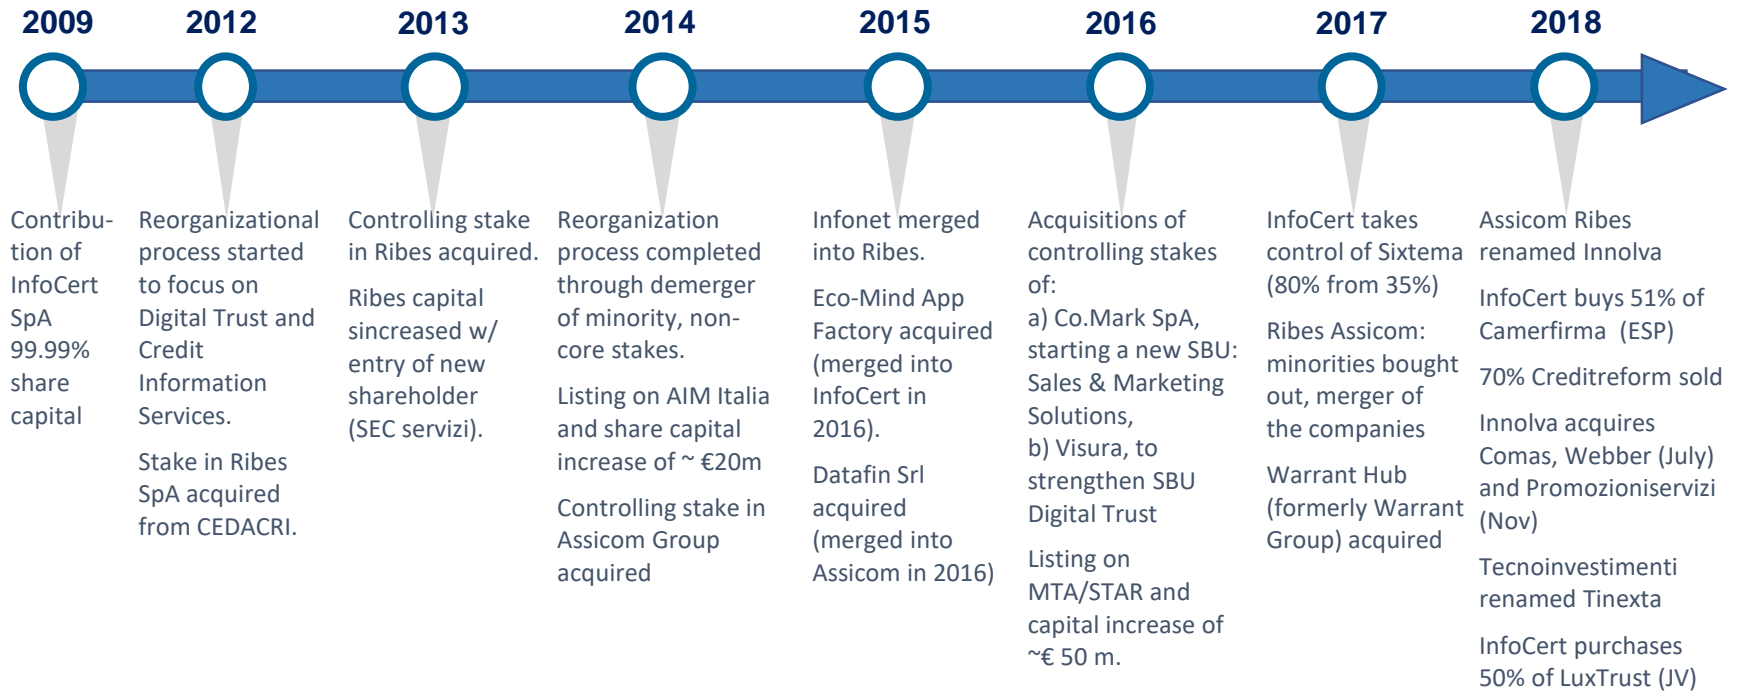 2009
2012
2013
2014
2015
2016
2017
2018
Contribu-
tion of
InfoCert
SpA
99.99%
share
capital
Reorganizational
process started
to focus on
Digital Trust and
Credit
Information
Services.
Stake in Ribes
SpA acquired
from CEDACRI.
Controlling stake
in Ribes acquired.
Ribes capital
sincreased w/
entry of new
shareholder
(SEC servizi).
Reorganization
process completed
through demerger
of minority, non-
core stakes.
Listing on AIM Italia
and share capital
increase of ~ €20m
Controlling stake in
Assicom Group
acquired
Infonet merged
into Ribes.
Eco-Mind App
Factory acquired
(merged into
InfoCert in
2016).
Datafin Srl
acquired
(merged into
Assicom in 2016)
Acquisitions of
controlling stakes
of:
a) Co.Mark SpA,
starting a new SBU:
Sales & Marketing
Solutions,
b) Visura, to
strengthen SBU
Digital Trust
Listing on
MTA/STAR and
capital increase of
~€ 50 m.
InfoCert takes
control of Sixtema
(80% from 35%)
Ribes Assicom:
minorities bought
out, merger of
the companies
Warrant Hub
(formerly Warrant
Group) acquired
Assicom Ribes
renamed Innolva
InfoCert buys 51% of
Camerfirma (ESP)
70% Creditreform sold
Innolva acquires
Comas, Webber (July)
and Promozioniservizi
(Nov)
Tecnoinvestimenti
renamed Tinexta
InfoCert purchases
50% of LuxTrust (JV)